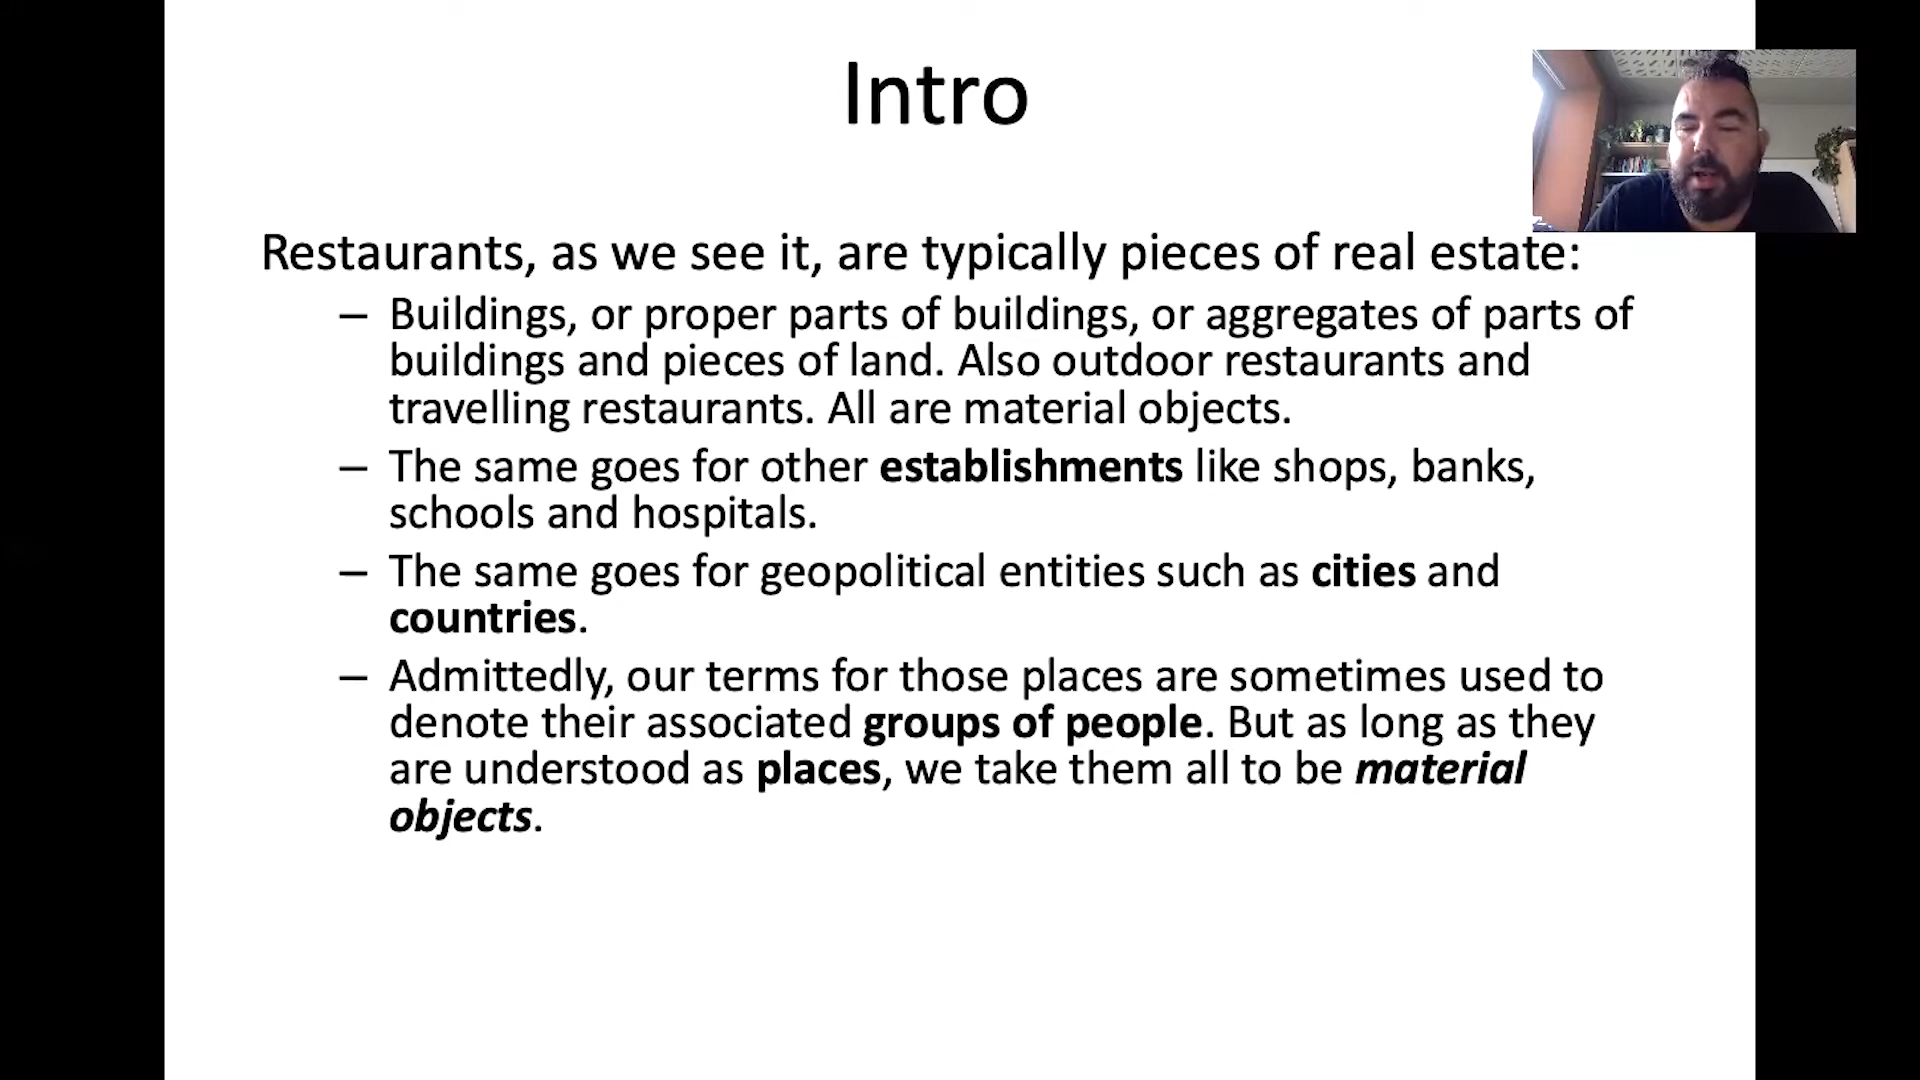 Intro
Restaurants, as we see it, are typically pieces of real estate:
– Buildings, or proper parts of buildings, or aggregates of parts of
buildings and pieces of land. Also outdoor restaurants and
travelling restaurants. All are material objects.
– The same goes for other establishments like shops, banks,
schools and hospitals.
– The same goes for geopolitical entities such as cities and
countries.
– Admittedly, our terms for those places are sometimes used to
denote their associated groups of people. But as long as they
are understood as places, we take them all to be material
objects.